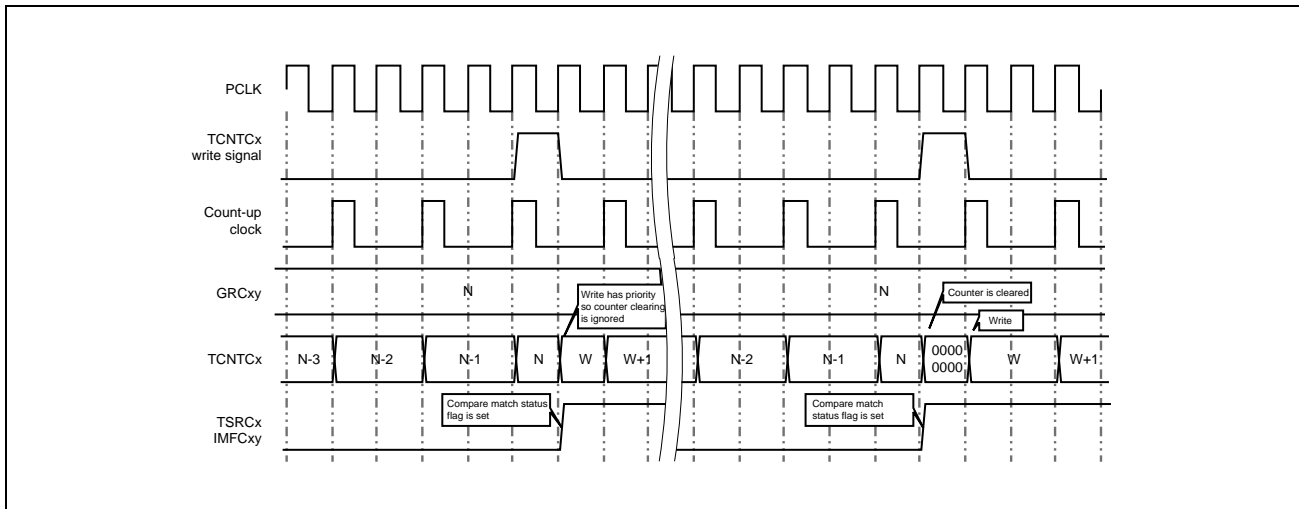 PCLK
TCNTCx
write signal
Count-up
clock
GRCxy
N
Write has priority
so counter clearing
is ignored
N
Counter is cleared
Write
TCNTCx
N-3
N-2
N-1
N
W
W+1
N-2
N-1
N
0000
0000
W
W+1
Compare match status
flag is set
Compare match
status flag is set
TSRCx
IMFCxy